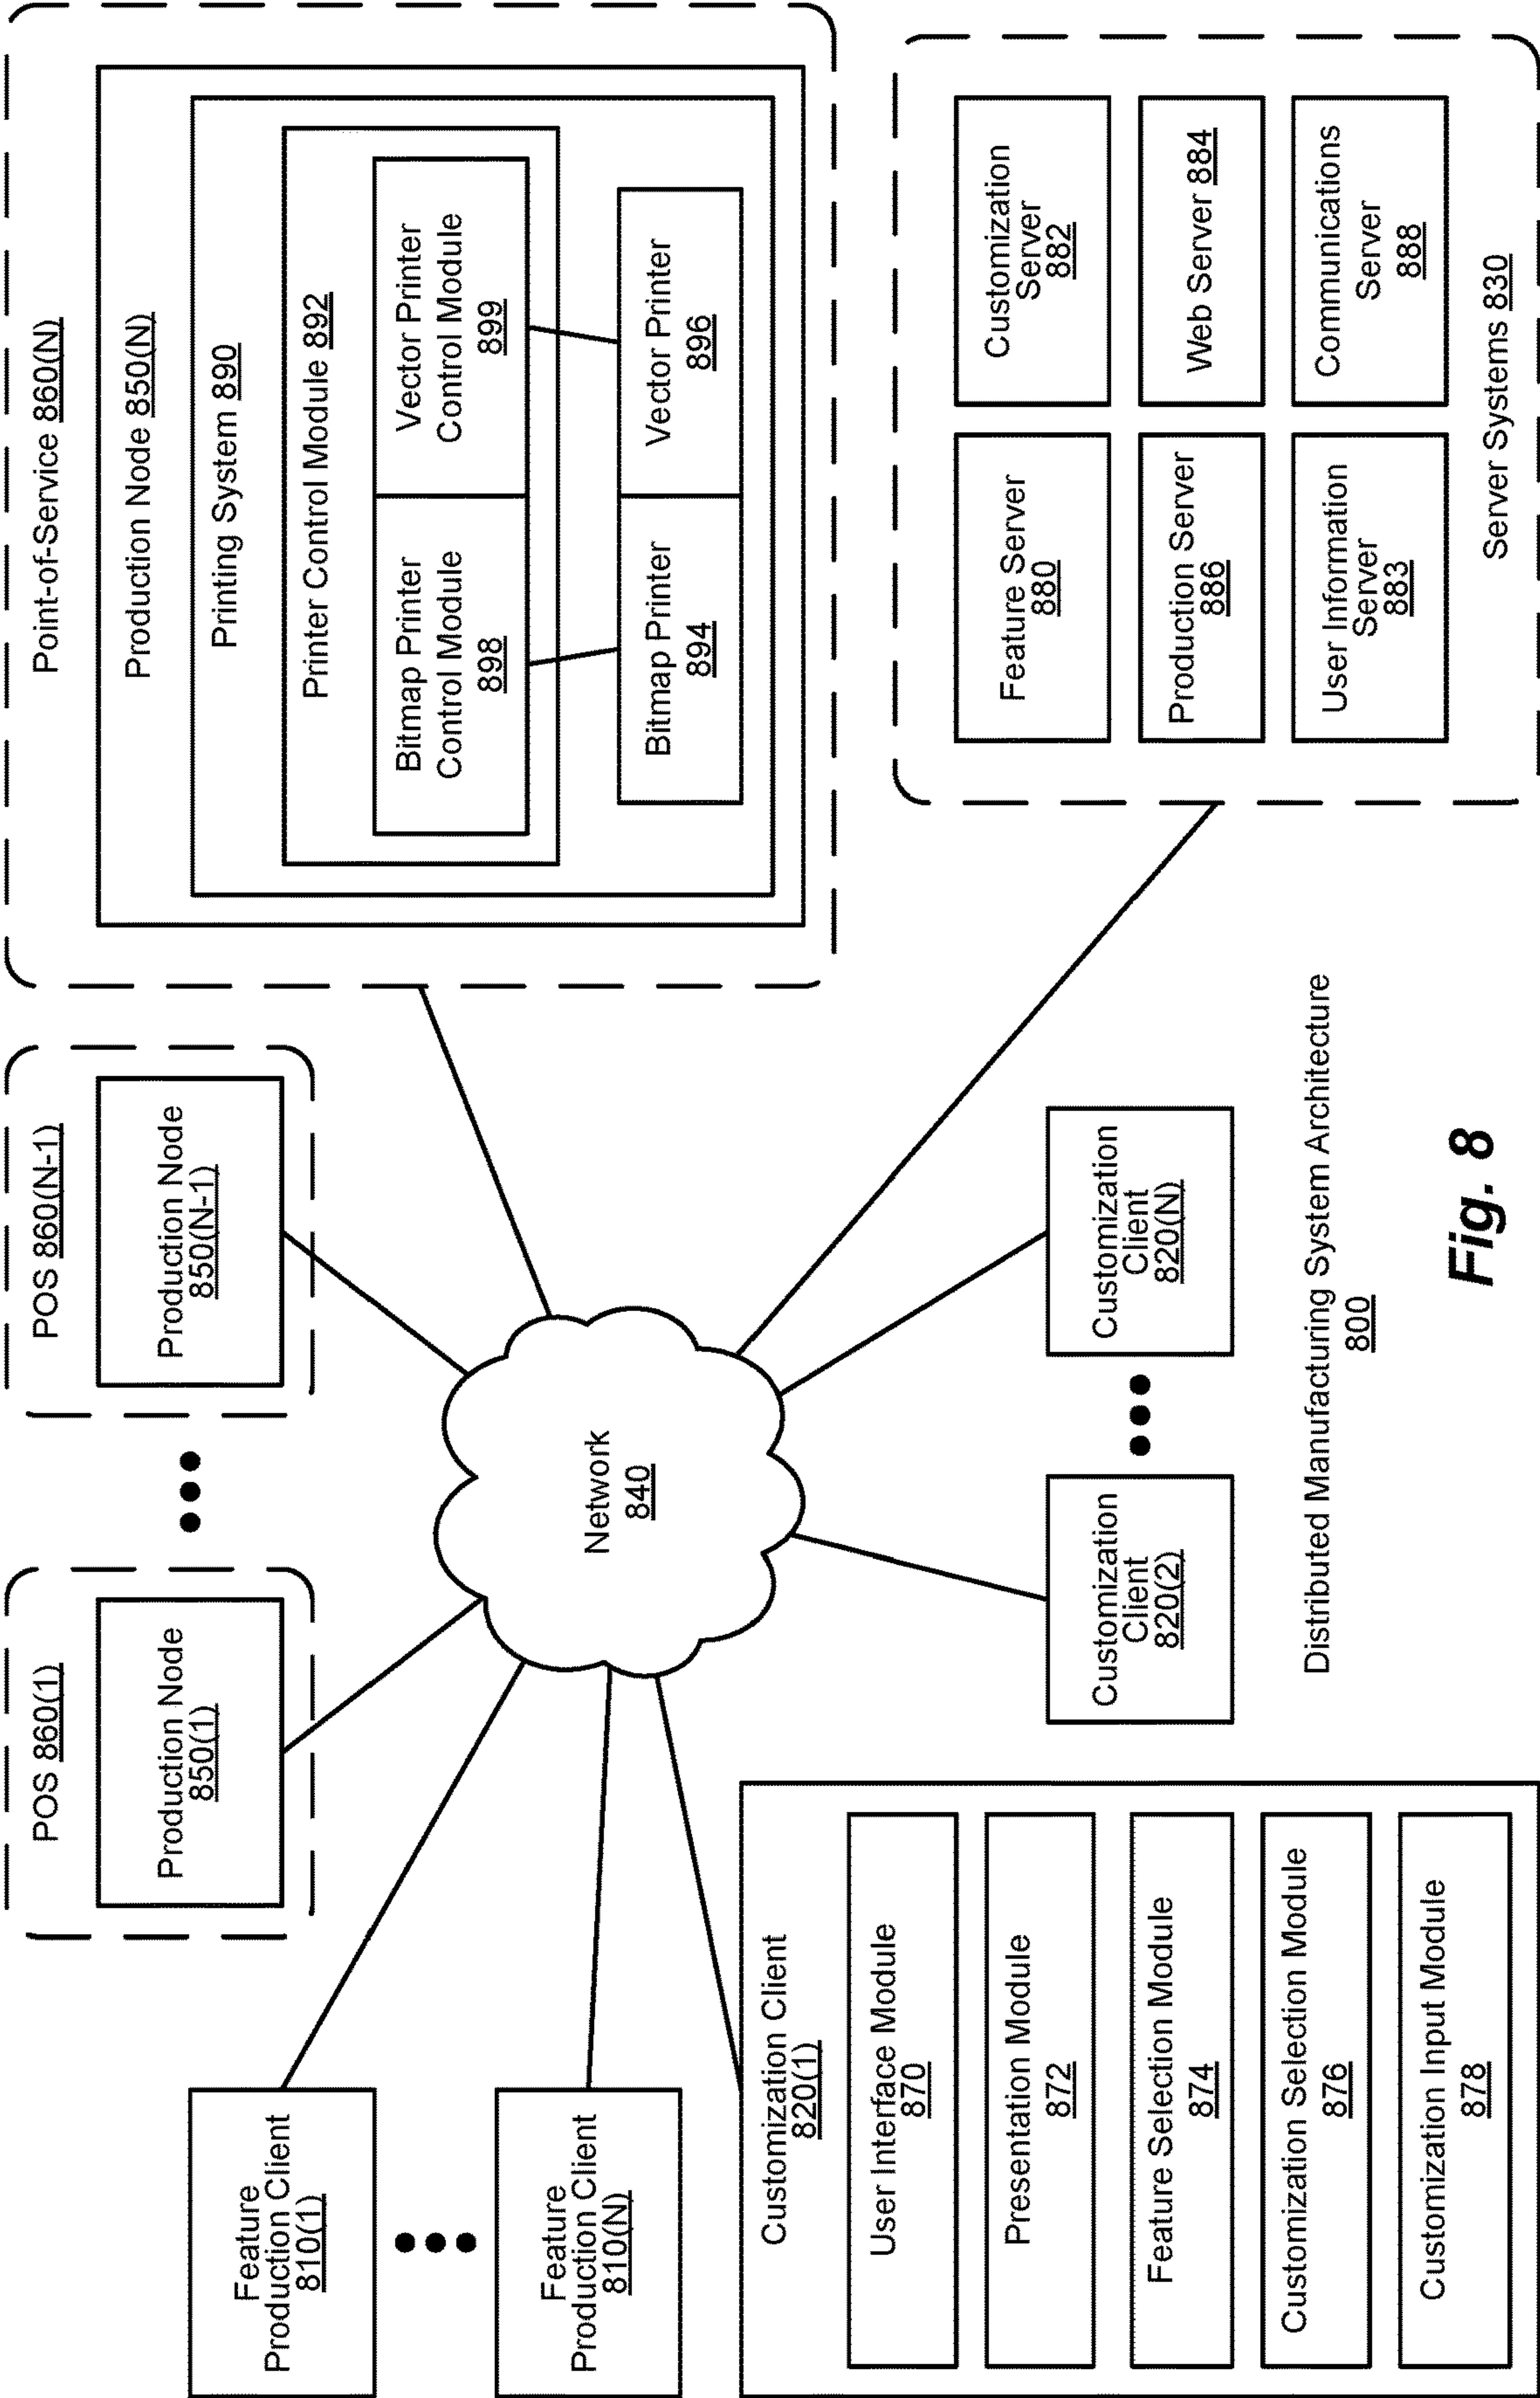 Feature
Production Client
810(1)
Feature
Production Client
810(N)
Customization Client
820(1)
User Interface Module
870
Presentation Module
872
Feature Selection Module
874
Customization Selection Module
876
Customization Input Module
878
POS 860(1)
Production Node
850(1)
POS 860(N-1)
Production Node
850(N-1)
Network
840
Customization
Client
820(2)
Customization
Client
820(N)
Point-of-Service 860(N)
Production Node 850(N)
Printing System 890
Printer Control Module 892
Bitmap Printer
Control Module
898
Vector Printer
Control Module
899
Bitmap Printer
894
Vector Printer
896
Feature Server
880
Customization
Server
882
Production Server
886
Web Server 884
User Information
Server
883
Communications
Server
888
Server Systems 830
Distributed Manufacturing System Architecture
800
Fig. 8